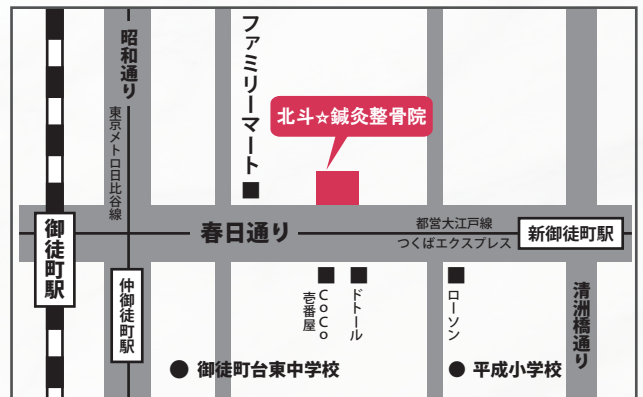 昭和通り
東京メトロ日比谷線
ファミリーマート
北斗☆鍼灸整骨院
御徒町駅
春日通り
都営大江戸線
つくばエクスプレス
新御徒町駅
仲御徒町駅
CoCo
壱番屋
ドトール
ローソン
清洲橋通り
御徒町台東中学校
平成小学校